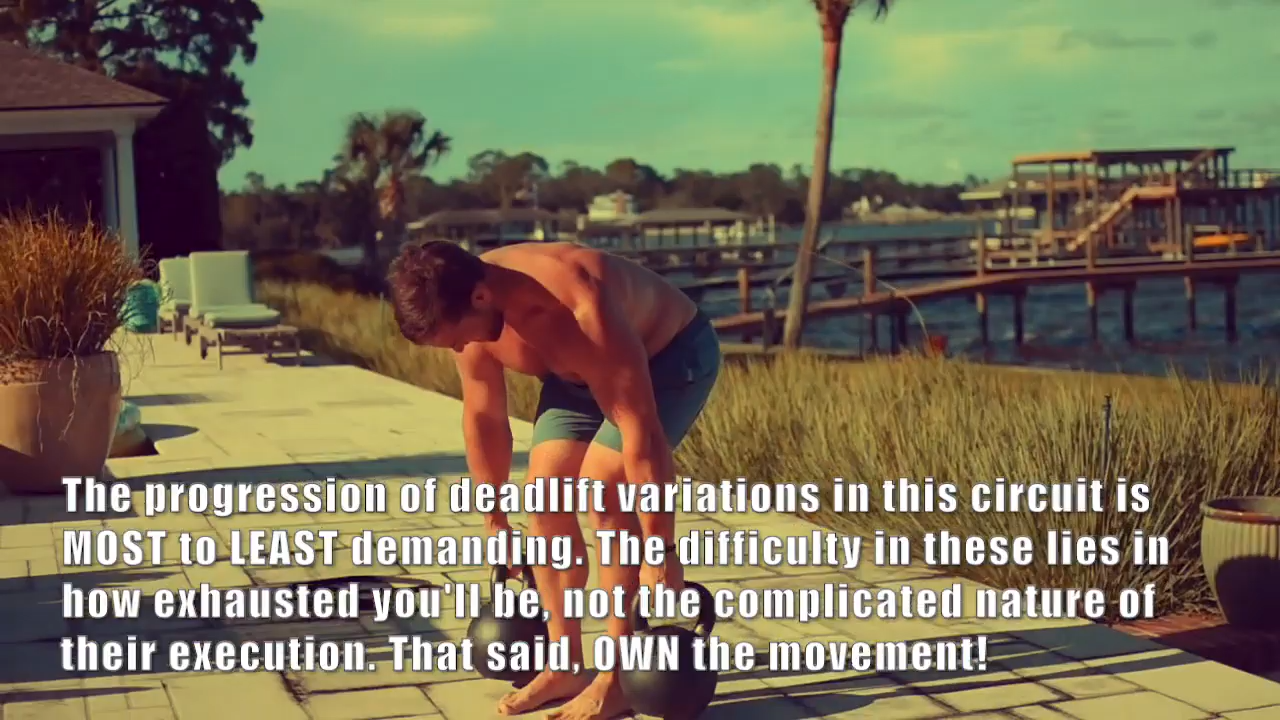 The progression of deadlift variations in this circuit is
MOST to LEAST demanding. The difficulty in these lies in
how exhausted you'll be, not the complicated nature of
their execution. That said, OWN the movement!